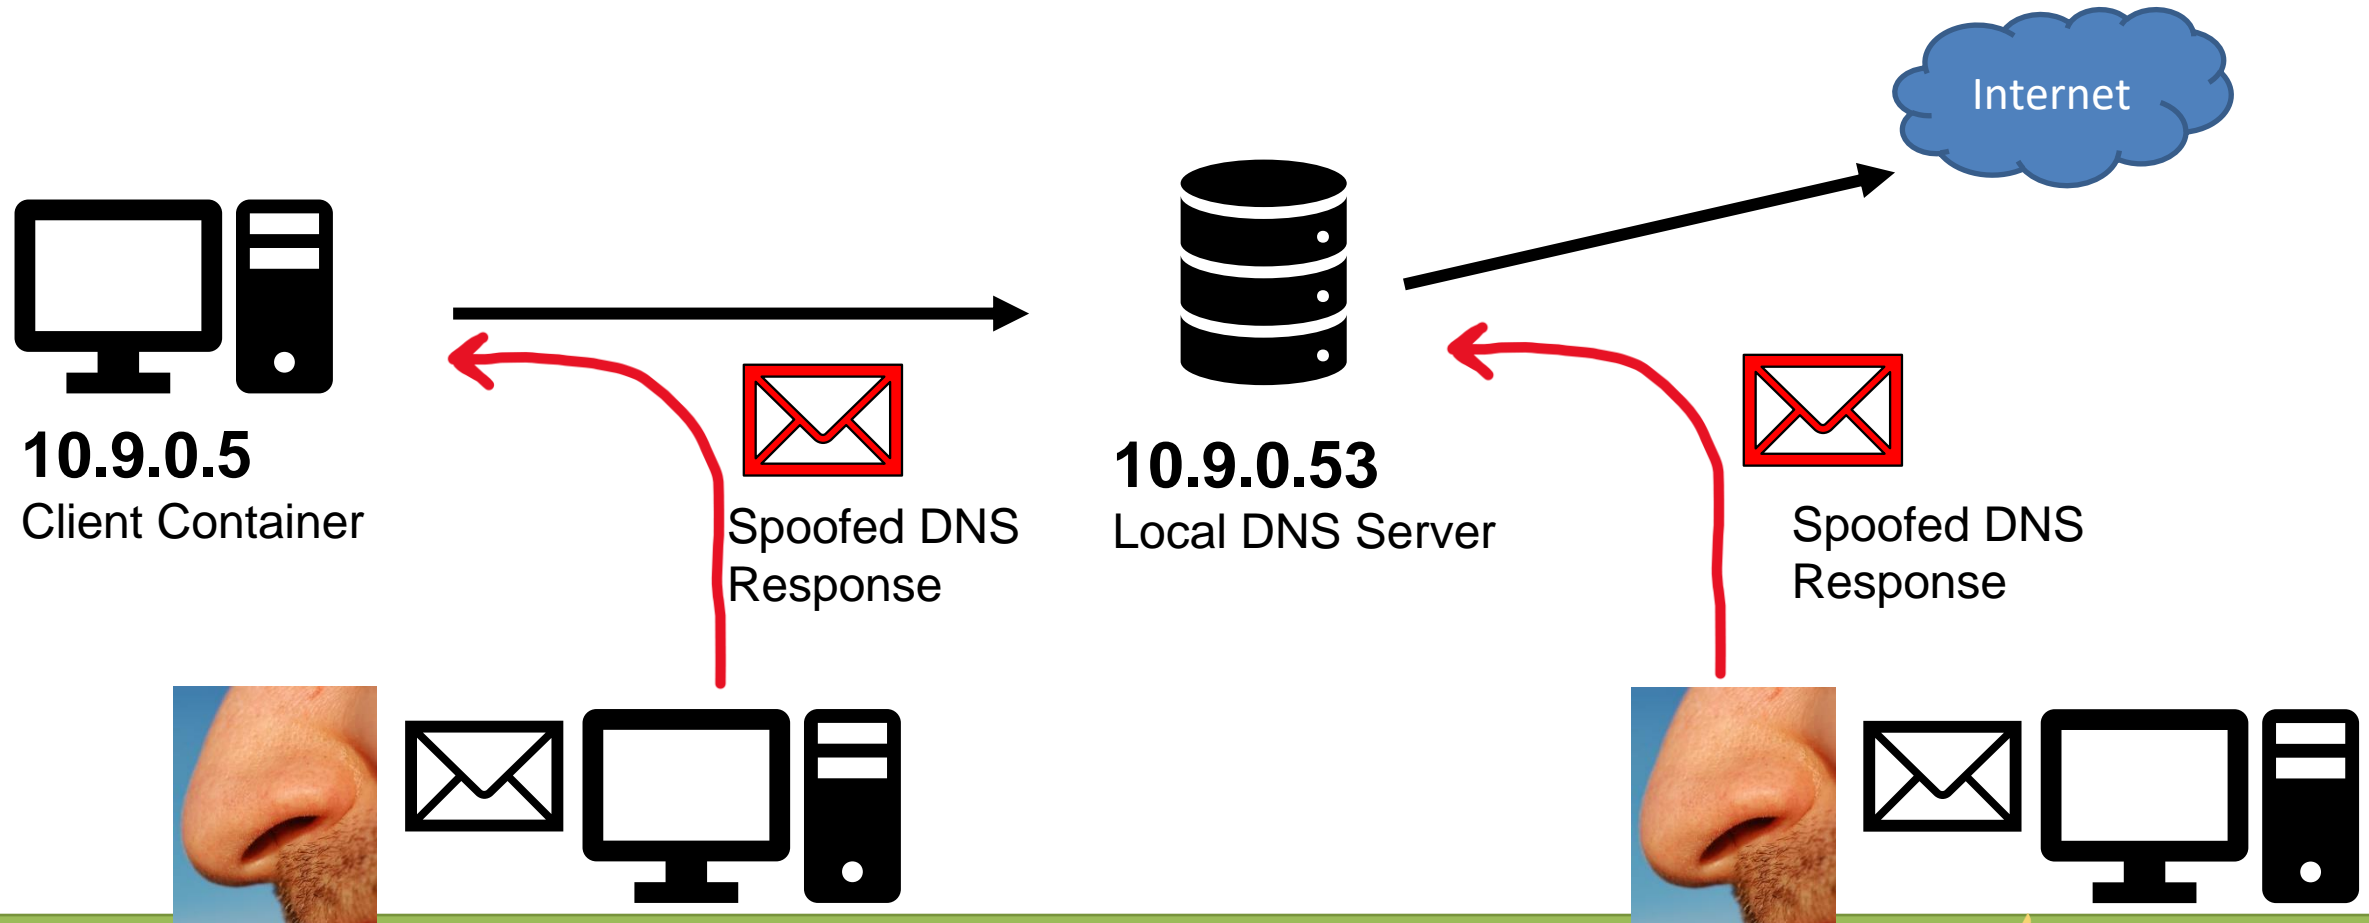 Internet
10.9.0.5
Client Container
Spoofed DNS
Response
10.9.0.53
Local DNS Server
Spoofed DNS
Response